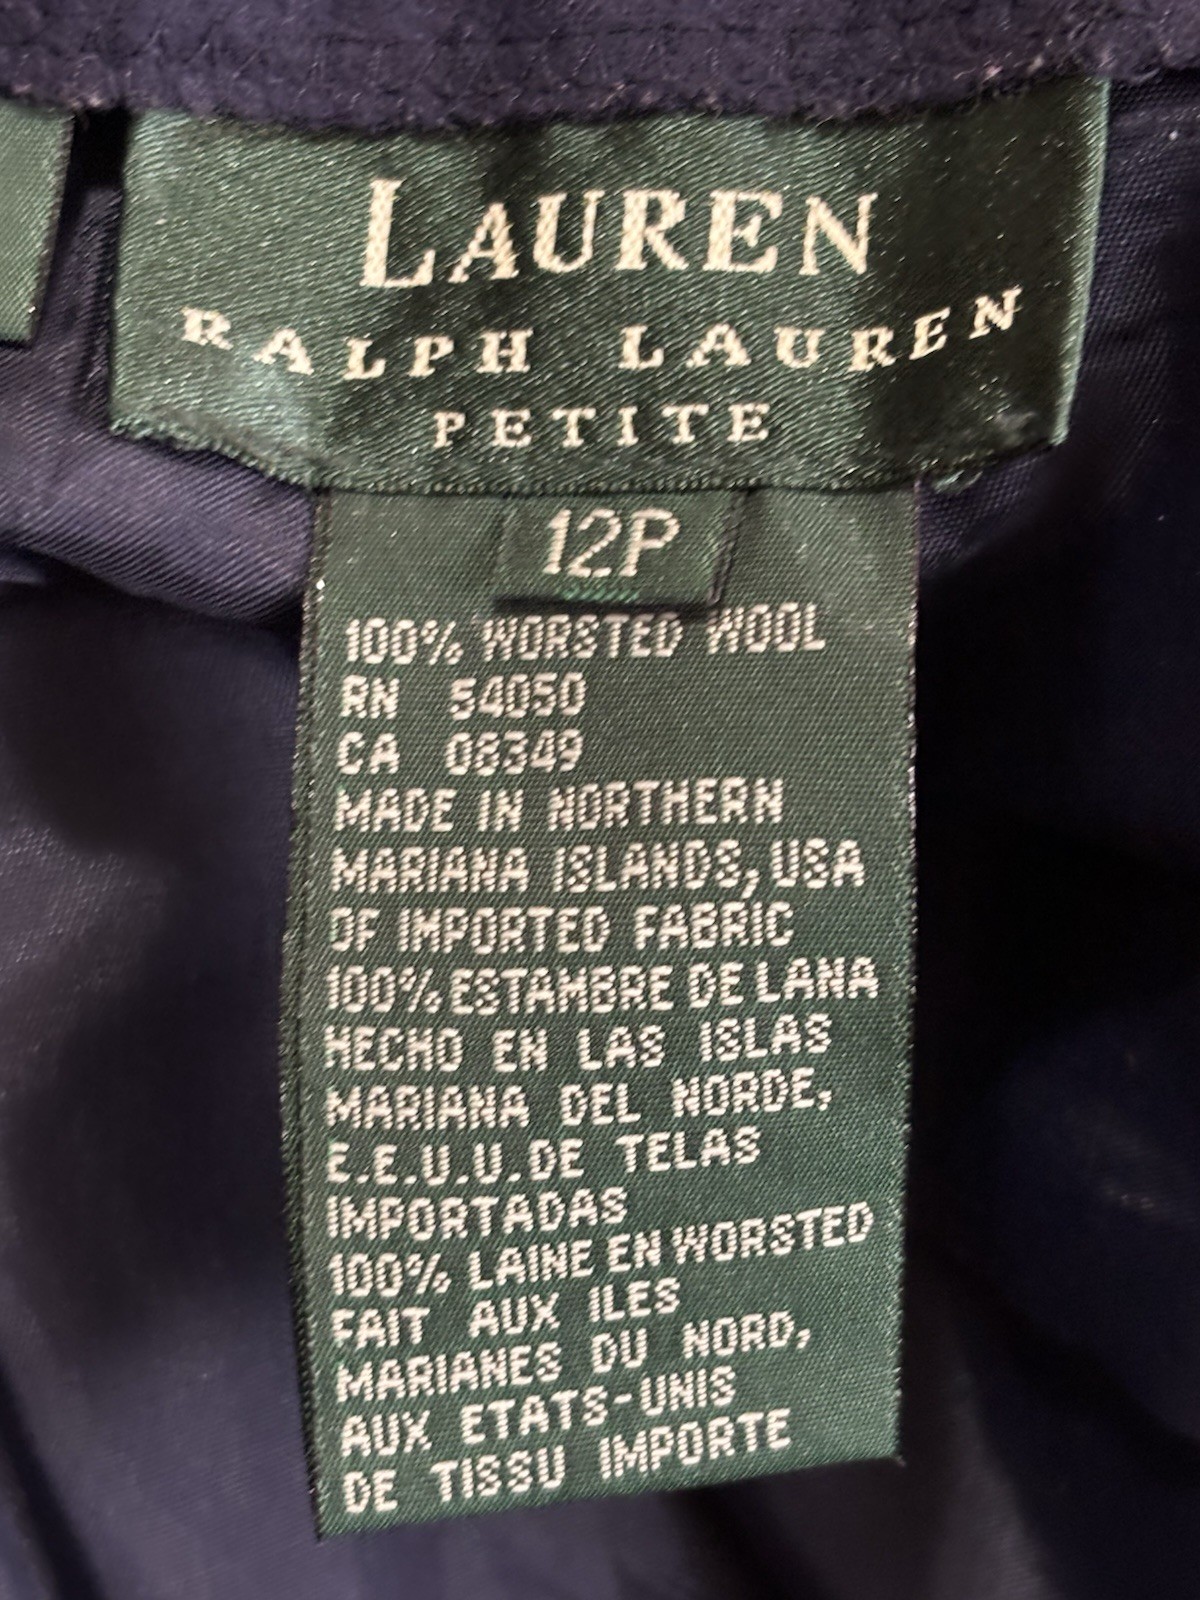 LAUREN
RALPH LAUREN
PETITE
12P
100% WORSTED WOOL
RN 54050
CA 08349
MADE IN NORTHERN
MARIANA ISLANDS, USA
OF IMPORTED FABRIC
100% ESTAMBRE DE LANA
HECHO EN LAS ISLAS
MARIANA DEL NORDE,
E.E.U.U. DE TELAS
IMPORTADAS
100% LAINE EN WORSTED
FAIT AUX ILES
MARIANES DU NORD,
AUX ETATS-UNIS
DE TISSU IMPORTE